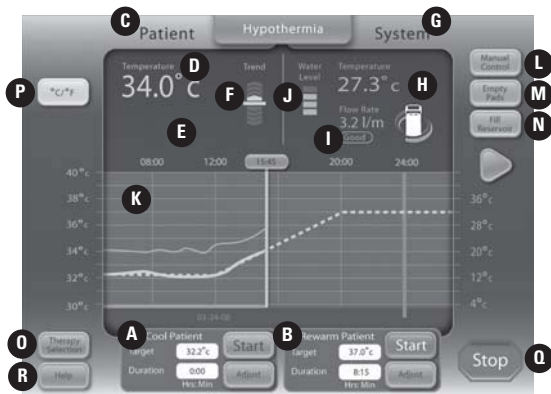 C
G
Patient
Hypothermia
System
L
Manual
Control
D
Temperature
34.0°c
F
Trend
J
Water
Level
Temperature
27.3°c
H
M
Empty
Pads
P
°C/°F
E
I
Flow Rate
3.2 l/m
Good
N
Fill
Reservoir
08:00
12:00
15:45
20:00
24:00
K
40°c
38°c
36°c
34°c
32°c
30°c
36°c
28°c
20°c
12°c
4°c
03-24-08
A
Cool Patient
Target
32.2°c
Start
Duration
0:00
Hrs: Min
Adjust
B
Rewarm Patient
Target
37.0°c
Start
Duration
8:15
Hrs: Min
Adjust
O
Therapy
Selection
R
Help
Stop
Q